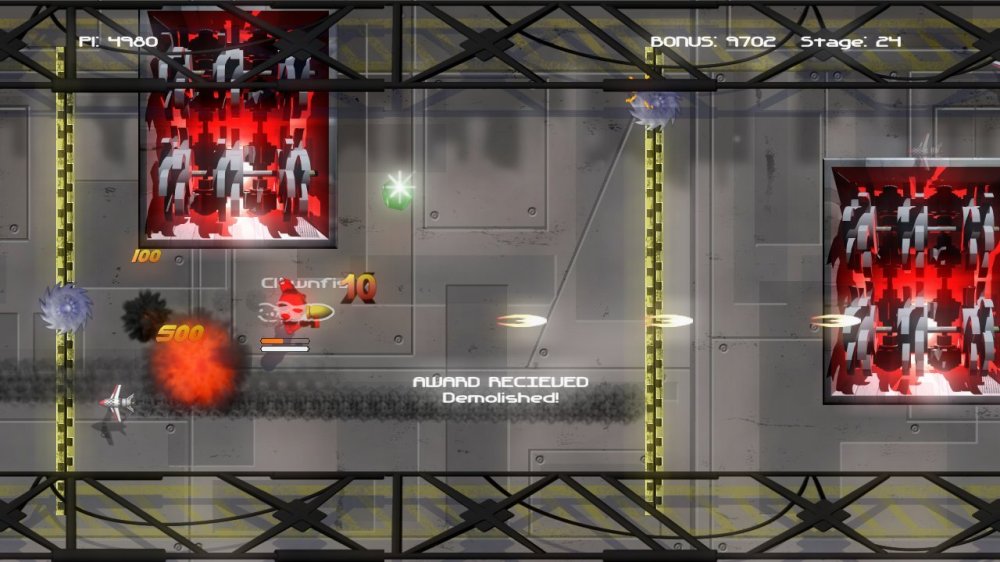 P1: 4980
BONUS: 9702 Stage: 24
100
10
500
AWARD RECIEVED
Demolished!